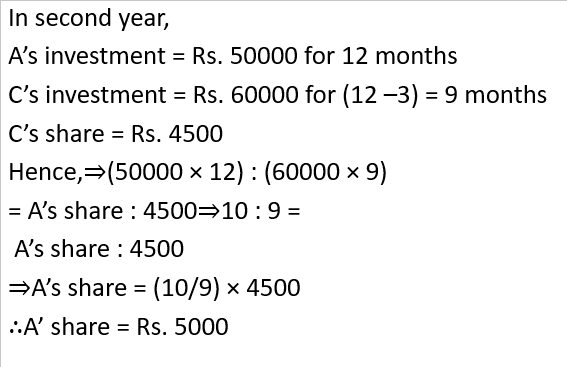 In second year,
A’s investment = Rs. 50000 for 12 months
C’s investment = Rs. 60000 for (12 –3) = 9 months
C’s share = Rs. 4500
Hence,⇒(50000 × 12) : (60000 × 9)
= A’s share : 4500⇒10 : 9 =
A’s share : 4500
⇒A’s share = (10/9) × 4500
∴A’ share = Rs. 5000